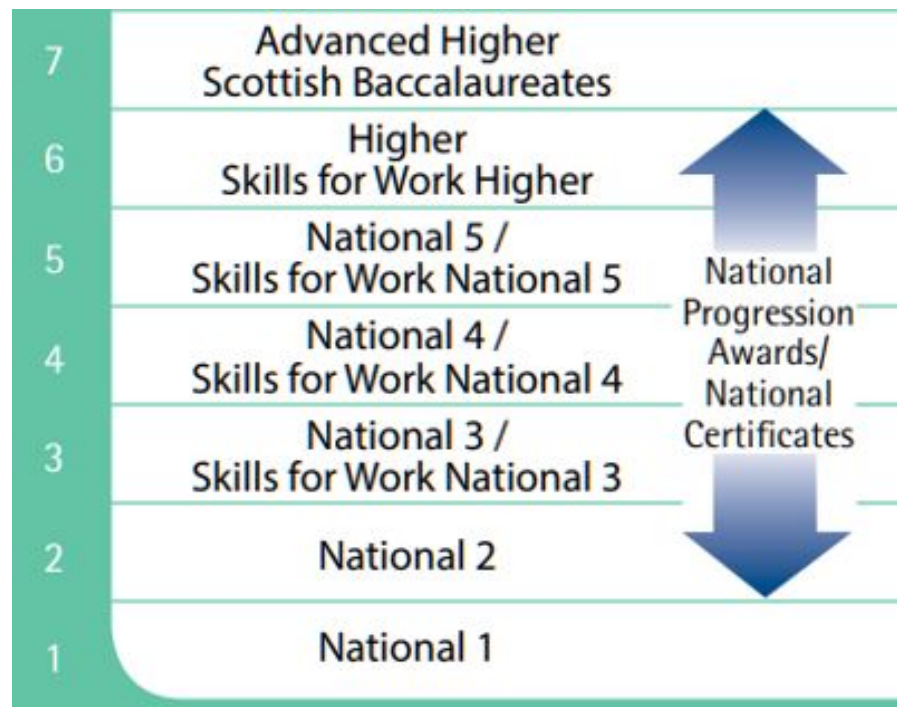 7
Advanced Higher
Scottish Baccalaureates
6
Higher
Skills for Work Higher
5
National 5 /
Skills for Work National 5
4
National 4 /
Skills for Work National 4
3
National 3 /
Skills for Work National 3
2
National 2
1
National 1
National
Progression
Awards/
National
Certificates